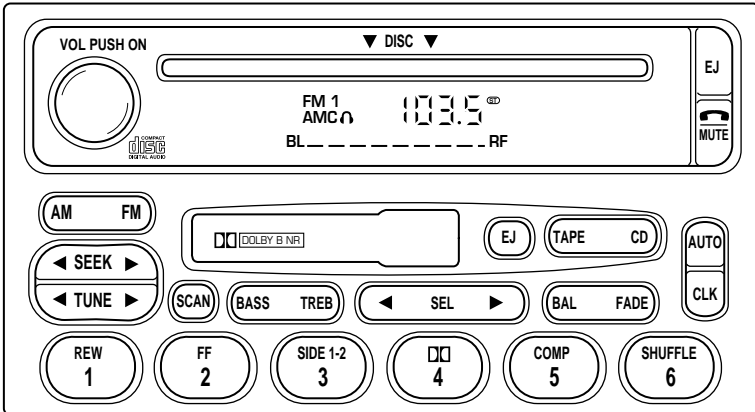 VOL PUSH ON
DISC
EJ
FM 1
AMC
103.5
ST
COMPACT
disc
DIGITAL AUDIO
BL RF
MUTE
AM FM
DOLBY B NR
EJ
TAPE CD
AUTO
SEEK
CLK
TUNE
SCAN
BASS TREB
SEL
BAL FADE
REW
1
FF
2
SIDE 1-2
3
4
COMP
5
SHUFFLE
6